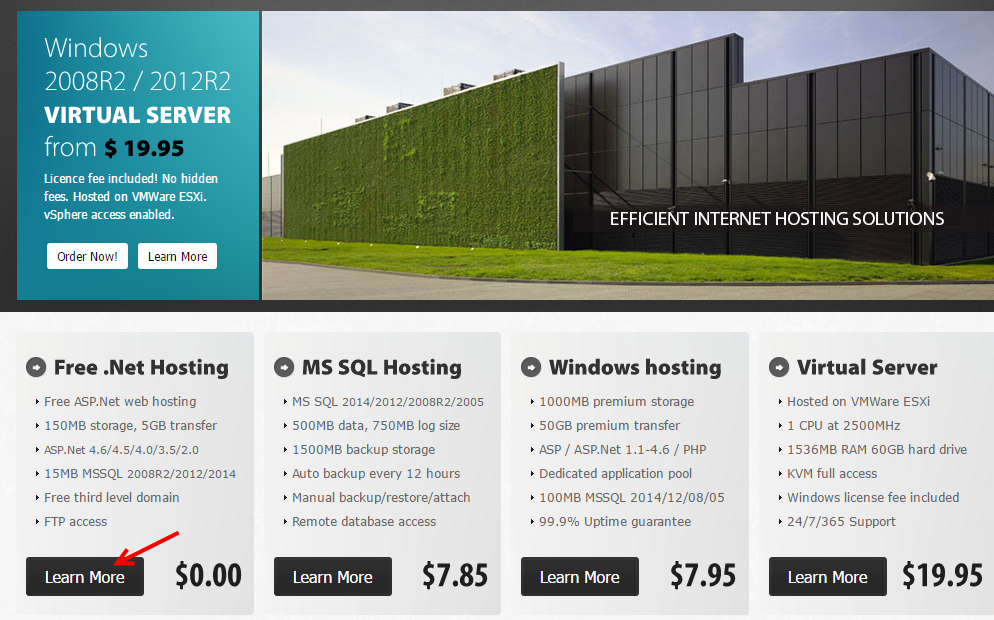 Windows
2008R2 / 2012R2
VIRTUAL SERVER
from $ 19.95
Licence fee included! No hidden
fees. Hosted on VMWare ESXi.
vSphere access enabled.
Order Now! Learn More
EFFICIENT INTERNET HOSTING SOLUTIONS
Free .Net Hosting
Free ASP.Net web hosting
150MB storage, 5GB transfer
ASP.Net 4.6/4.5/4.0/3.5/2.0
15MB MSSQL 2008R2/2012/2014
Free third level domain
FTP access
Learn More $0.00
MS SQL Hosting
MS SQL 2014/2012/2008R2/2005
500MB data, 750MB log size
1500MB backup storage
Auto backup every 12 hours
Manual backup/restore/attach
Remote database access
Learn More $7.85
Windows hosting
1000MB premium storage
50GB premium transfer
ASP / ASP.Net 1.1-4.6 / PHP
Dedicated application pool
100MB MSSQL 2014/12/08/05
99.9% Uptime guarantee
Learn More $7.95
Virtual Server
Hosted on VMWare ESXi
1 CPU at 2500MHz
1536MB RAM 60GB hard drive
KVM full access
Windows license fee included
24/7/365 Support
Learn More $19.95